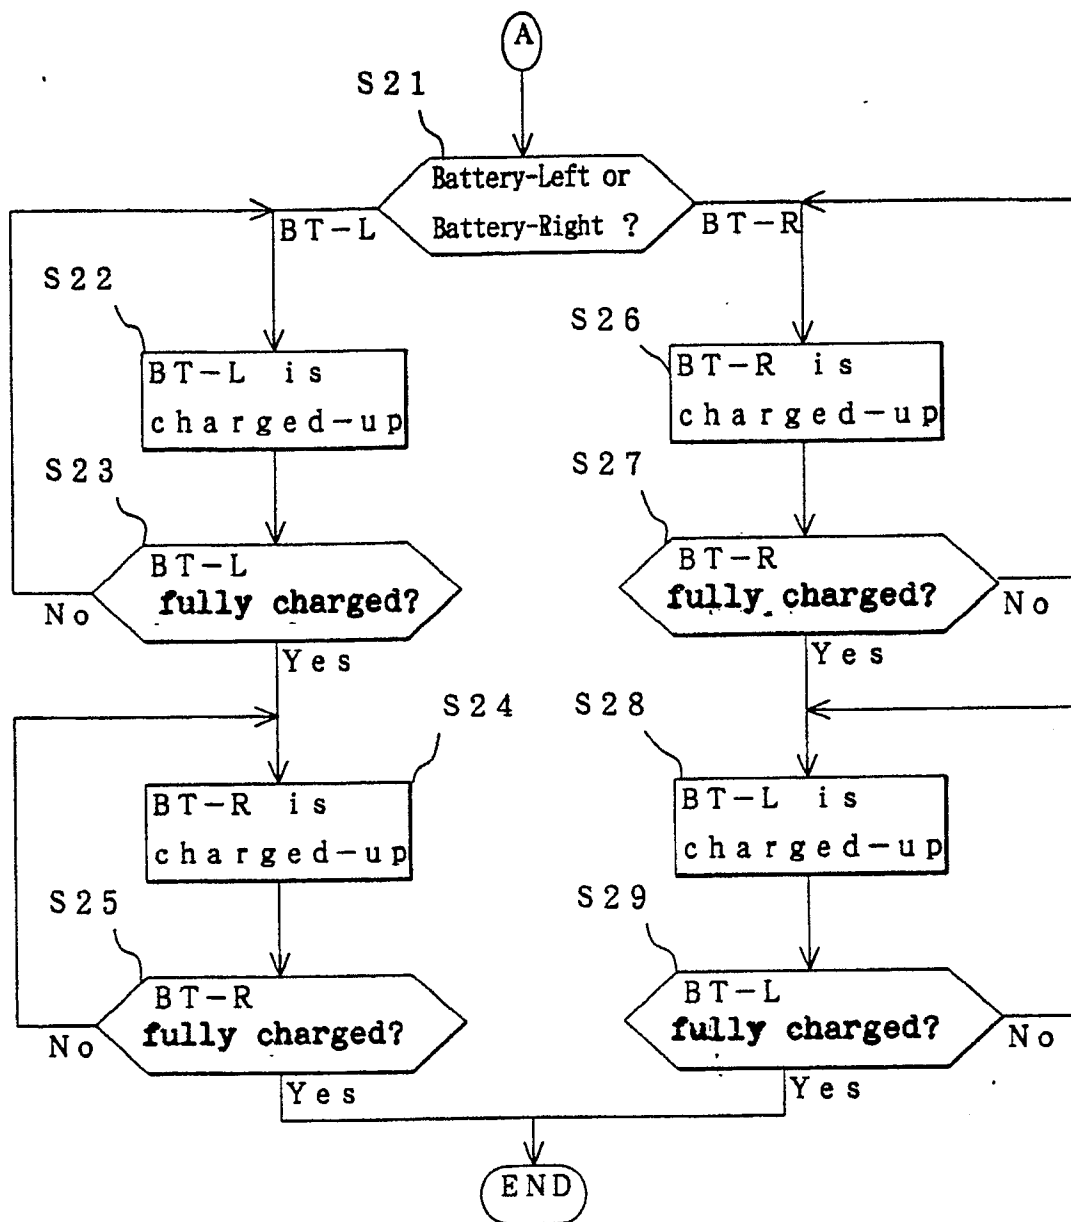 A
S21
Battery-Left or
Battery-Right ?
BT-L
BT-R
S22
BT-L is
charged-up
S26
BT-R is
charged-up
S23
BT-L
fully charged?
No
Yes
S27
BT-R
fully charged?
No
Yes
S24
BT-R is
charged-up
S28
BT-L is
charged-up
S25
BT-R
fully charged?
No
Yes
S29
BT-L
fully charged?
No
Yes
END